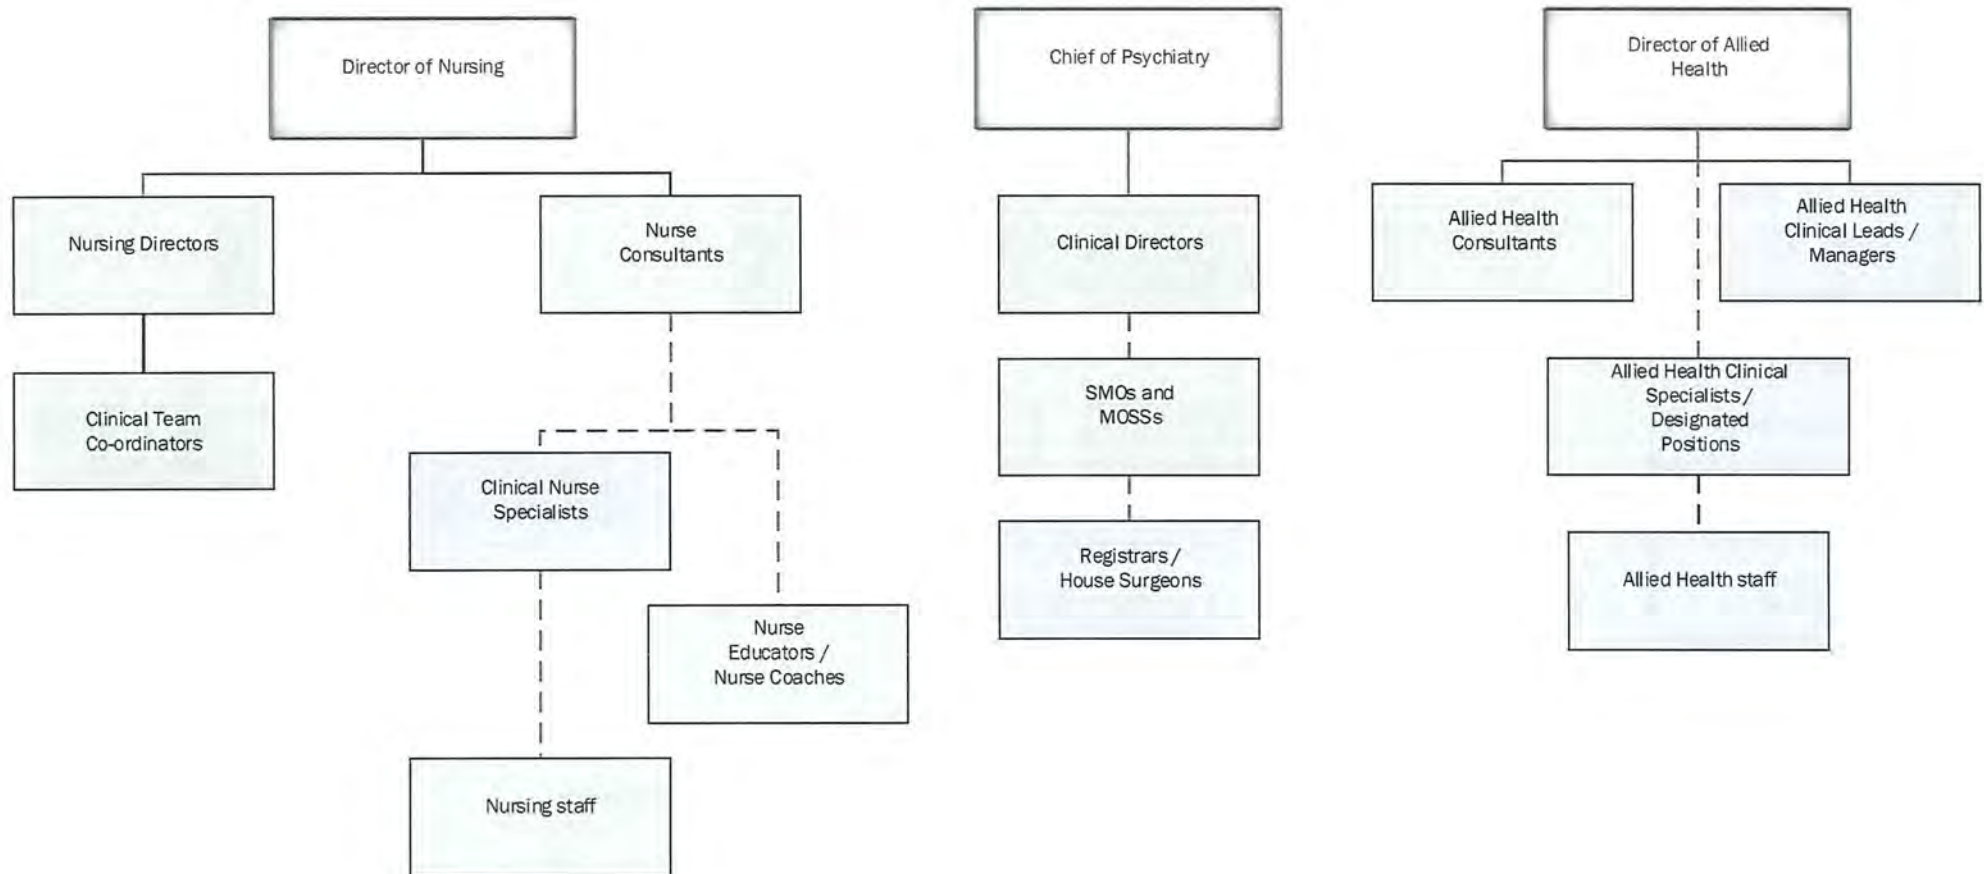 Director of Nursing
Chief of Psychiatry
Director of Allied
Health
Nursing Directors
Nurse
Consultants
Clinical Directors
Allied Health
Consultants
Allied Health
Clinical Leads /
Managers
Clinical Team
Co-ordinators
SMOs and
MOSSs
Allied Health Clinical
Specialists /
Designated
Positions
Clinical Nurse
Specialists
Registrars /
House Surgeons
Allied Health staff
Nurse
Educators /
Nurse Coaches
Nursing staff